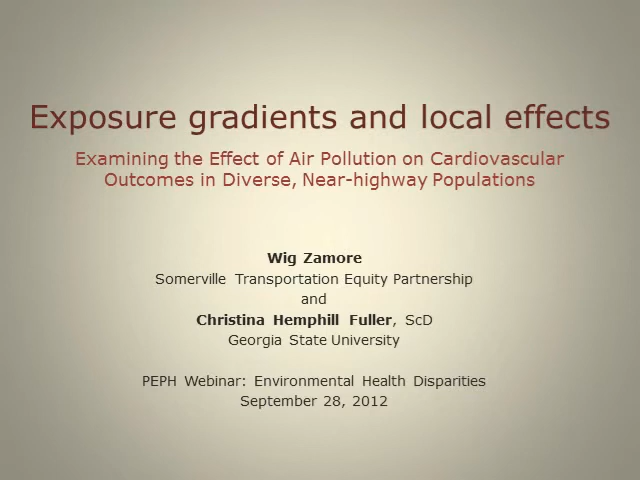 Exposure gradients and local effects
Examining the Effect of Air Pollution on Cardiovascular
Outcomes in Diverse, Near-highway Populations
Wig Zamore
Somerville Transportation Equity Partnership
and
Christina Hemphill Fuller, ScD
Georgia State University
PEPH Webinar: Environmental Health Disparities
September 28, 2012